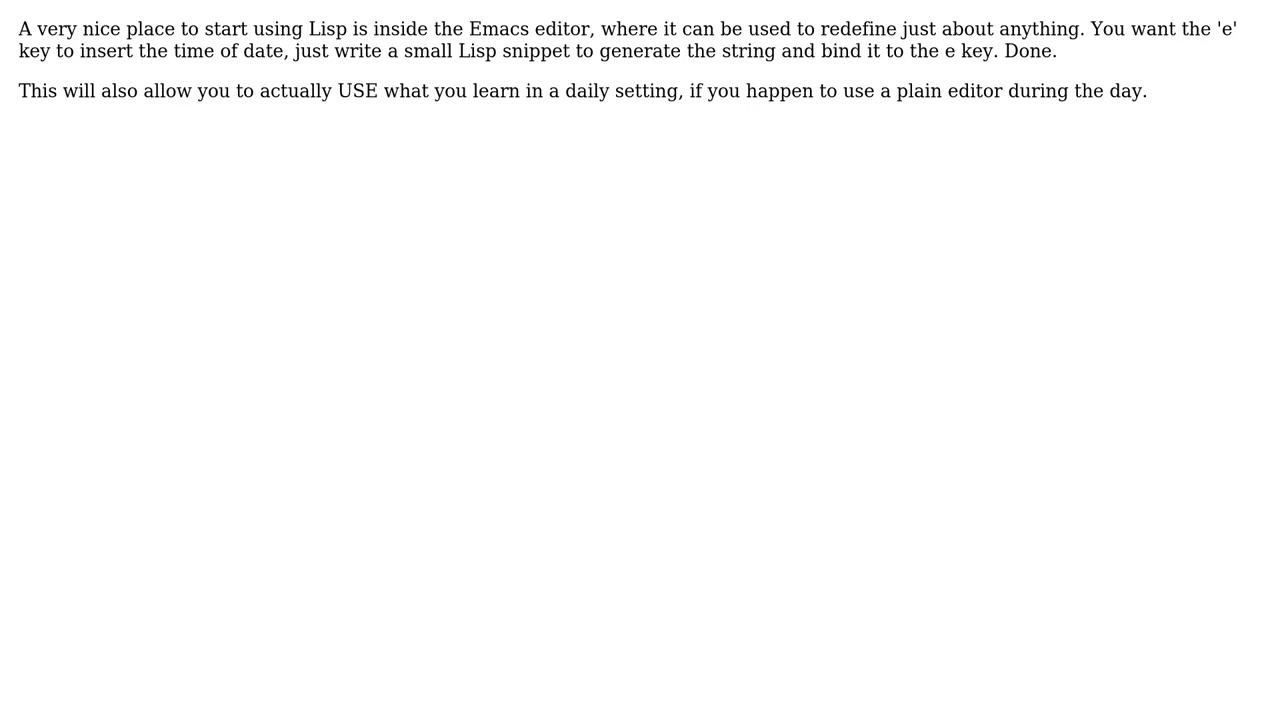 A very nice place to start using Lisp is inside the Emacs editor, where it can be used to redefine just about anything. You want the 'e'
key to insert the time of date, just write a small Lisp snippet to generate the string and bind it to the e key. Done.
This will also allow you to actually USE what you learn in a daily setting, if you happen to use a plain editor during the day.